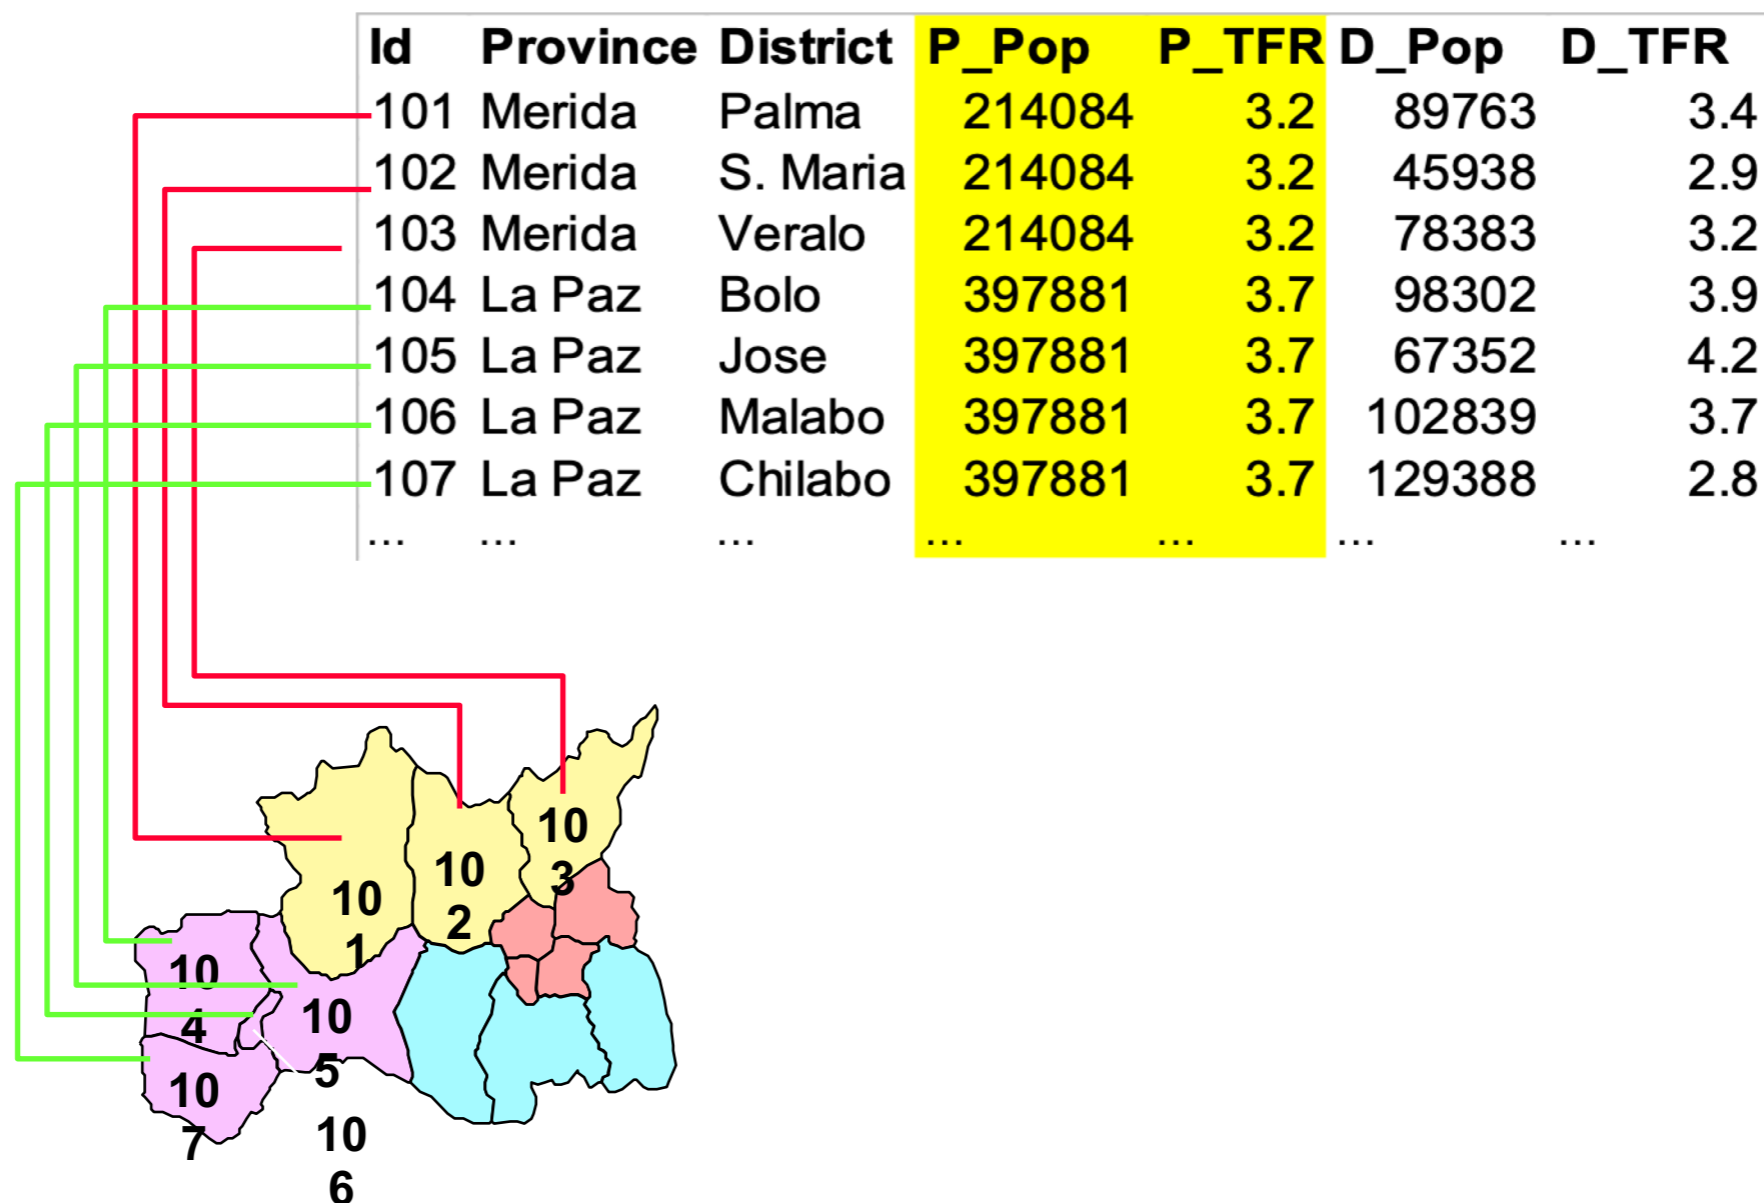 Id Province District P_Pop P_TFR D_Pop D_TFR
101 Merida Palma 214084 3.2 89763 3.4
102 Merida S. Maria 214084 3.2 45938 2.9
103 Merida Veralo 214084 3.2 78383 3.2
104 La Paz Bolo 397881 3.7 98302 3.9
105 La Paz Jose 397881 3.7 67352 4.2
106 La Paz Malabo 397881 3.7 102839 3.7
107 La Paz Chilabo 397881 3.7 129388 2.8
... ... ... ... ... ... ...
10
3
10
2
10
1
10
4
10
5
10
7
10
6